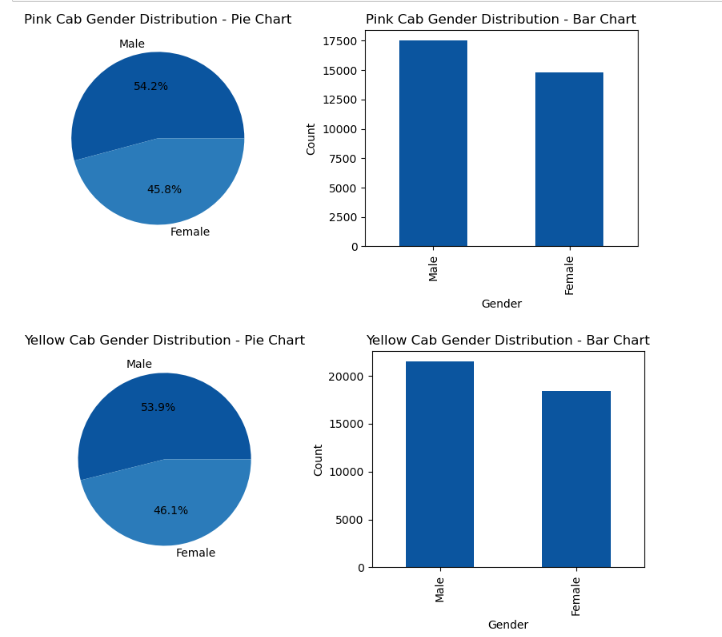 Pink Cab Gender Distribution - Pie Chart
Male
54.2%
45.8%
Female
Pink Cab Gender Distribution - Bar Chart
17500
15000
12500
10000
7500
5000
2500
0
Count
Male
Female
Gender
Yellow Cab Gender Distribution - Pie Chart
Male
53.9%
46.1%
Female
Yellow Cab Gender Distribution - Bar Chart
20000
15000
10000
5000
0
Count
Male
Female
Gender